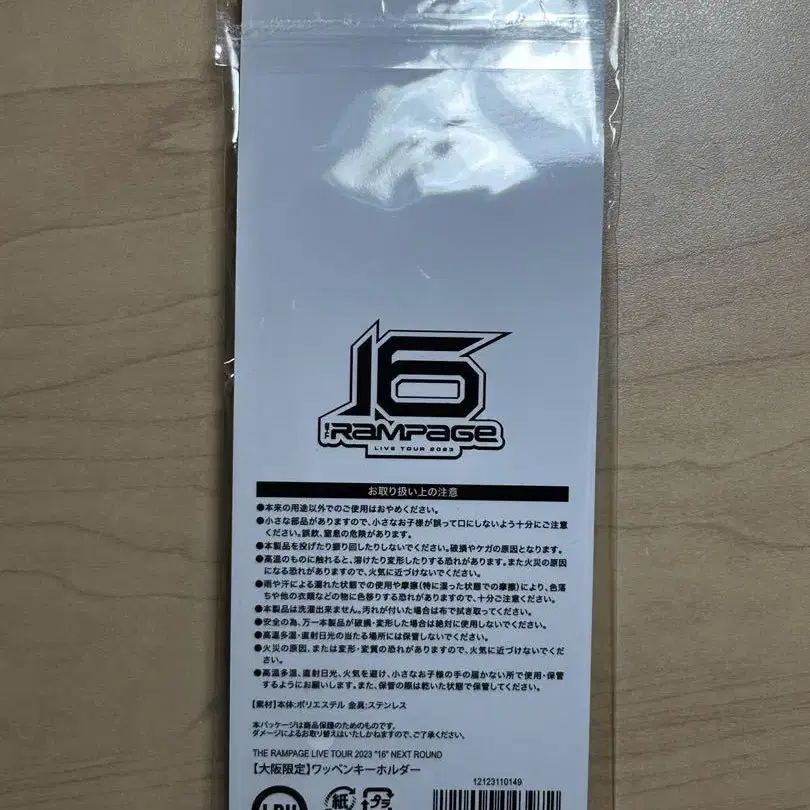 16
THE RAMPAGE
LIVE TOUR 2023
お取り扱い上の注意
●本来の用途以外でのご使用はおやめください。
●小さな部品がありますので、小さなお子様が誤って口にしないよう十分にご注意
ください。誤飲、窒息の危険があります。
●本製品を投げたり振り回したりしないでください。破損やケガの原因となります。
●高温のものに触れると、溶けたり変形したりする恐れがあります。また火災の原因
になる恐れがありますので、火気に近づけないでください。
●雨や汗による濡れた状態での使用や摩擦(特に湿った状態での摩擦)により、色落
ちや他の衣類などの物に色移りする恐れがありますので、十分ご注意ください。
●本製品は洗濯出来ません。汚れが付いた場合は布で拭き取ってください。
●安全の為、万一本製品が破損・変形した場合は絶対に使用しないでください。
●高温多湿・直射日光の当たる場所には保管しないでください。
●火災の原因、または変形・変質の恐れがありますので、火気に近づけないでくださ
い。
●高温多湿、直射日光、火気を避け、小さなお子様の手の届かない所で使用・保管
するようにお願いします。また、保管の際は乾いた状態で保管してください。
【素材】本体:ポリエステル 金具:ステンレス
本パッケージは商品保護のためのものです。
ダメージによるお取り替えはいたしかねますので、ご了承ください。
THE RAMPAGE LIVE TOUR 2023 "16" NEXT ROUND
【大阪限定】ワッペンキーホルダー
12123110149
LDH
紙
プラ